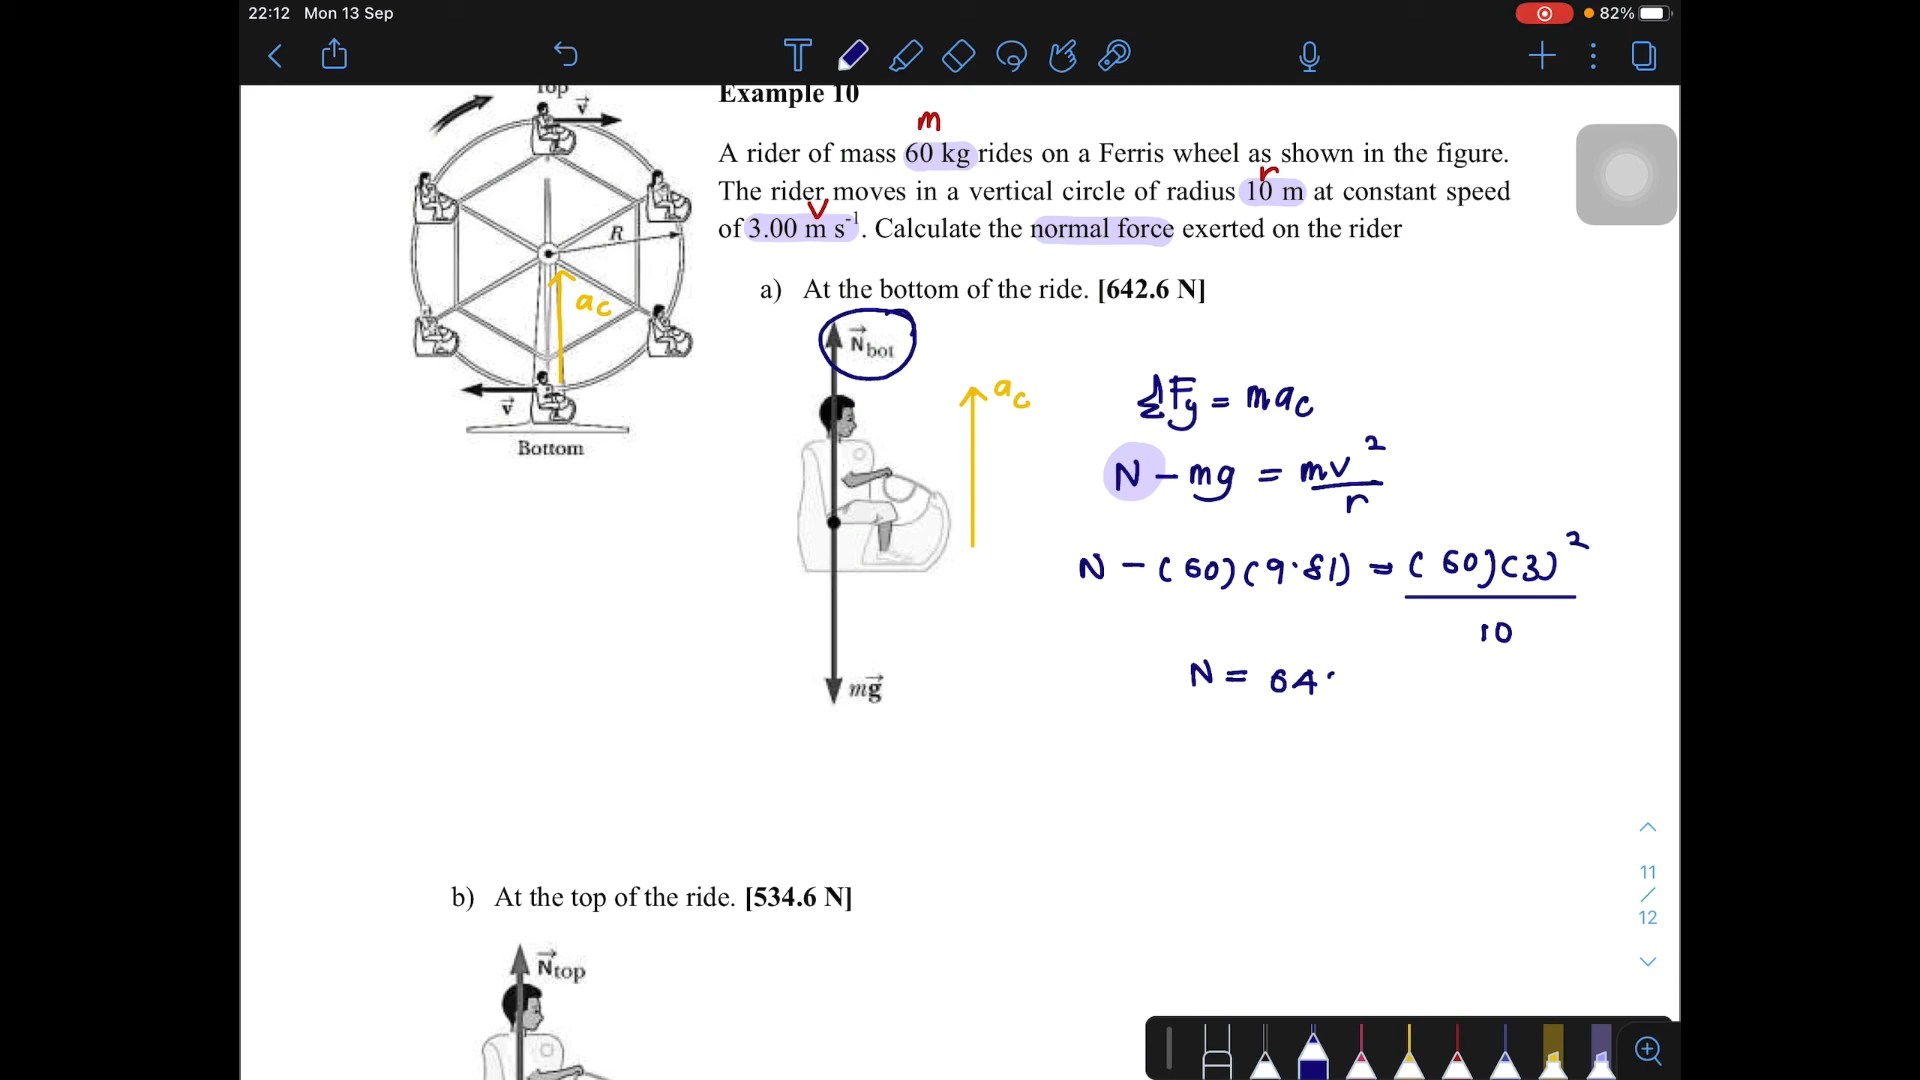 22:12 Mon 13 Sep
82%
Top
v
R
ac
v
Bottom
Example 10
m
A rider of mass 60 kg rides on a Ferris wheel as shown in the figure.
r
The rider moves in a vertical circle of radius 10 m at constant speed
v
of 3.00 m s-1. Calculate the normal force exerted on the rider
a) At the bottom of the ride. [642.6 N]
Nbot
ac
mg
ΣFy = mac
N - mg = mv²/r
N - (60)(9.81) = (60)(3)²
10
N = 64.
11
/
12
b) At the top of the ride. [534.6 N]
Ntop